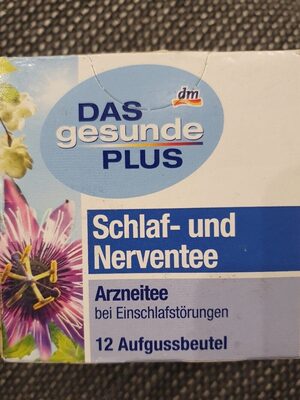 dm
DAS
gesunde
PLUS
Schlaf- und
Nerventee
Arzneitee
bei Einschlafstörungen
12 Aufgussbeutel